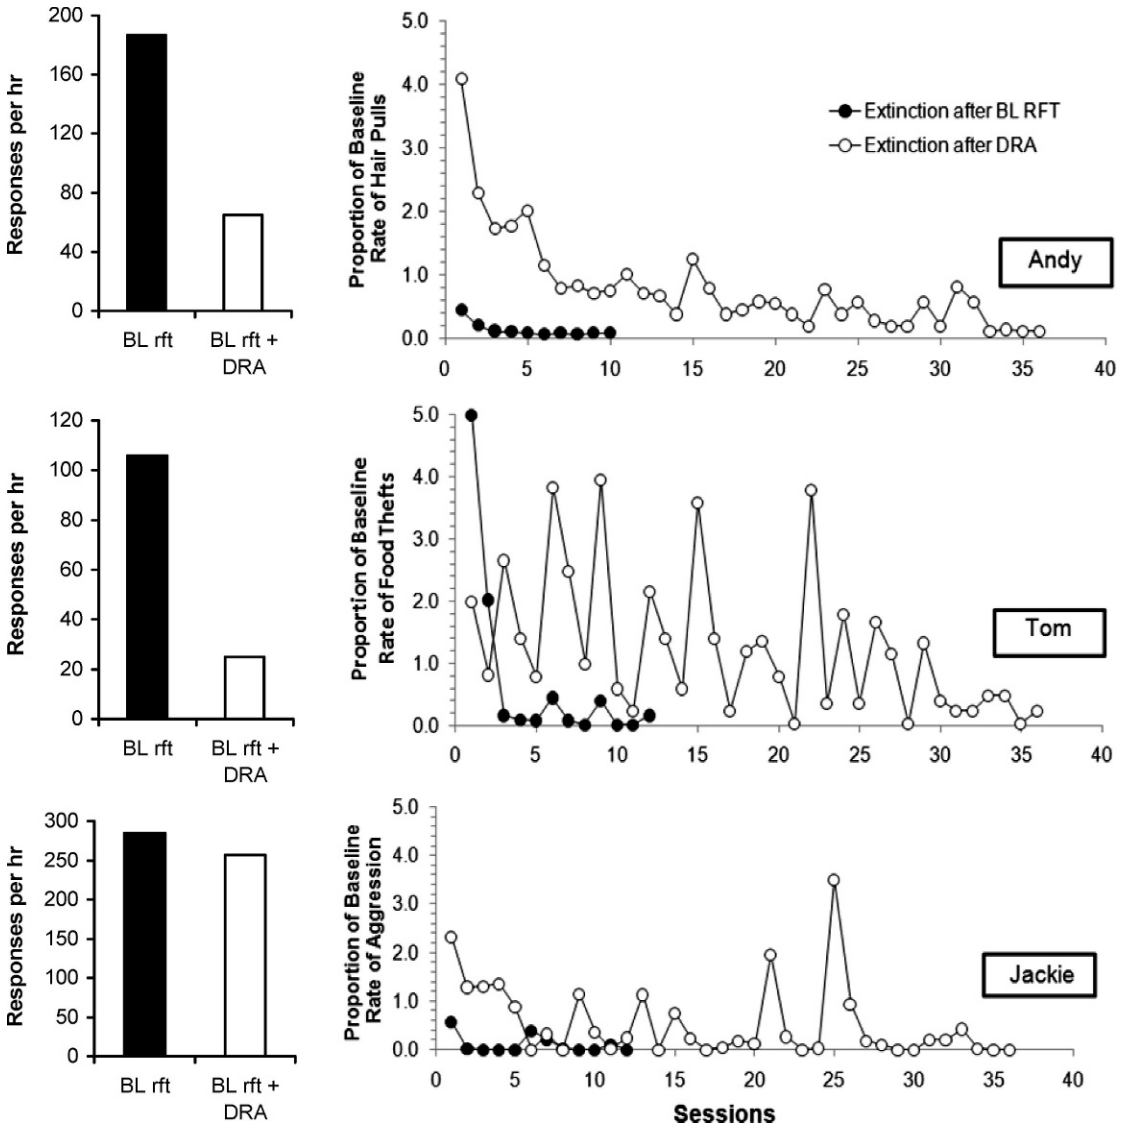 Responses per hr
200
160
120
80
40
0
BL rft
BL rft +
DRA
Proportion of Baseline
Rate of Hair Pulls
5.0
4.0
3.0
2.0
1.0
0.0
0 5 10 15 20 25 30 35 40
Extinction after BL RFT
Extinction after DRA
Andy
Responses per hr
120
100
80
60
40
20
0
BL rft
BL rft +
DRA
Proportion of Baseline
Rate of Food Thefts
5.0
4.0
3.0
2.0
1.0
0.0
0 5 10 15 20 25 30 35 40
Tom
Responses per hr
300
250
200
150
100
50
0
BL rft
BL rft +
DRA
Proportion of Baseline
Rate of Aggression
5.0
4.0
3.0
2.0
1.0
0.0
0 5 10 15 20 25 30 35 40
Jackie
Sessions